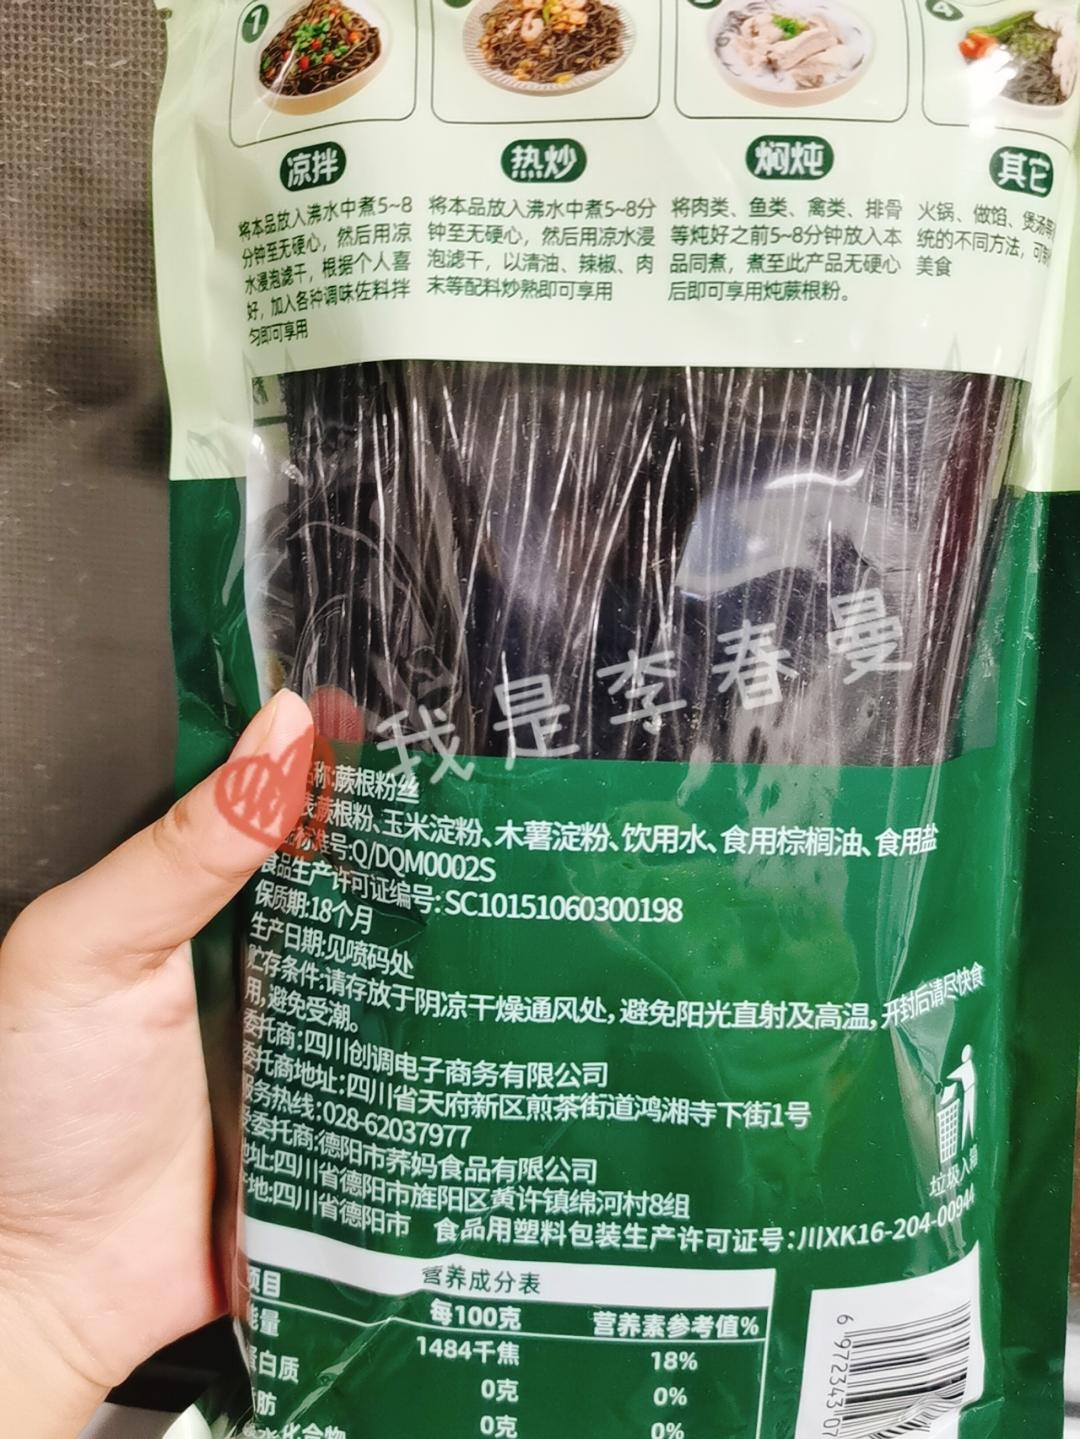 1
凉拌
将本品放入沸水中煮5~8
分钟至无硬心，然后用凉
水浸泡滤干，根据个人喜
好，加入各种调味佐料拌
匀即可享用
热炒
将本品放入沸水中煮5~8分
钟至无硬心，然后用凉水浸
泡滤干，以清油、辣椒、肉
末等配料炒熟即可享用
焖炖
将肉类、鱼类、禽类、排骨
等炖好之前5~8分钟放入本
品同煮，煮至此产品无硬心
后即可享用炖蕨根粉。
其它
火锅、做馅、煲汤等
统的不同方法，可制
美食
我是李春曼
称:蕨根粉丝
表:蕨根粉、玉米淀粉、木薯淀粉、饮用水、食用棕榈油、食用盐
标准号:Q/DQM0002S
食品生产许可证编号:SC10151060300198
保质期:18个月
生产日期:见喷码处
贮存条件:请存放于阴凉干燥通风处,避免阳光直射及高温,开封后请尽快食
用,避免受潮。
委托商:四川创调电子商务有限公司
委托商地址:四川省天府新区煎茶街道鸿湘寺下街1号
服务热线:028-62037977
受委托商:德阳市荞妈食品有限公司
地址:四川省德阳市旌阳区黄许镇绵河村8组
产地:四川省德阳市 食品用塑料包装生产许可证号:川XK16-204-00944
垃圾入箱
营养成分表
项目 每100克 营养素参考值%
能量 1484千焦 18%
蛋白质 0克 0%
脂肪 0克 0%
碳水化合物
6 972343 07